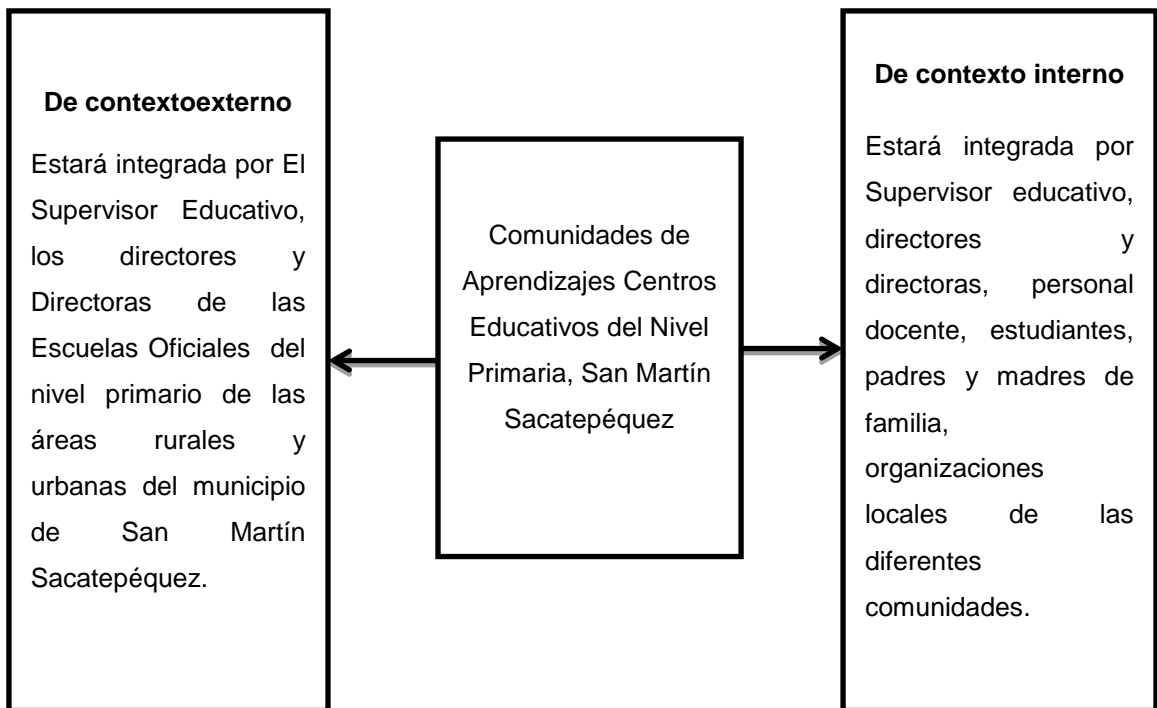 De contextoexterno
Estará integrada por El
Supervisor Educativo,
los directores y
Directoras de las
Escuelas Oficiales del
nivel primario de las
áreas rurales y
urbanas del municipio
de San Martín
Sacatepéquez.
Comunidades de
Aprendizajes Centros
Educativos del Nivel
Primaria, San Martín
Sacatepéquez
De contexto interno
Estará integrada por
Supervisor educativo,
directores y
directoras, personal
docente, estudiantes,
padres y madres de
familia,
organizaciones
locales de las
diferentes
comunidades.